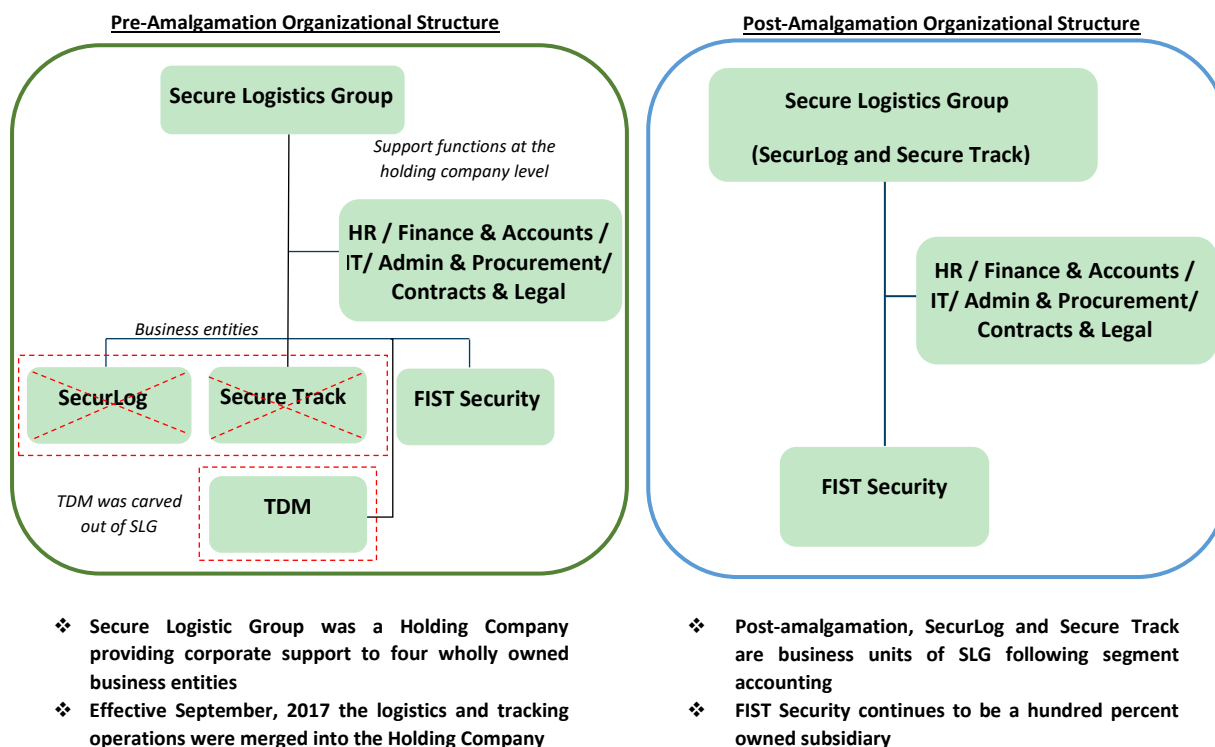 Pre-Amalgamation Organizational Structure
Secure Logistics Group
Support functions at the
holding company level
HR / Finance & Accounts /
IT/ Admin & Procurement/
Contracts & Legal
Business entities
SecurLog
Secure Track
FIST Security
TDM was carved
out of SLG
TDM
❖ Secure Logistic Group was a Holding Company
providing corporate support to four wholly owned
business entities
❖ Effective September, 2017 the logistics and tracking
operations were merged into the Holding Company
Post-Amalgamation Organizational Structure
Secure Logistics Group
(SecurLog and Secure Track)
HR / Finance & Accounts /
IT/ Admin & Procurement/
Contracts & Legal
FIST Security
❖ Post-amalgamation, SecurLog and Secure Track
are business units of SLG following segment
accounting
❖ FIST Security continues to be a hundred percent
owned subsidiary